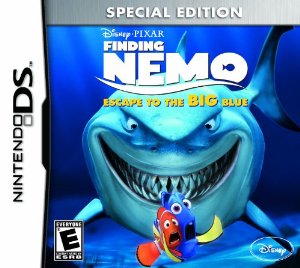 SPECIAL EDITION
Disney · PIXAR
FINDING
NEMO
ESCAPE TO THE BIG BLUE
NINTENDO DS
EVERYONE
E
ESRB
Disney